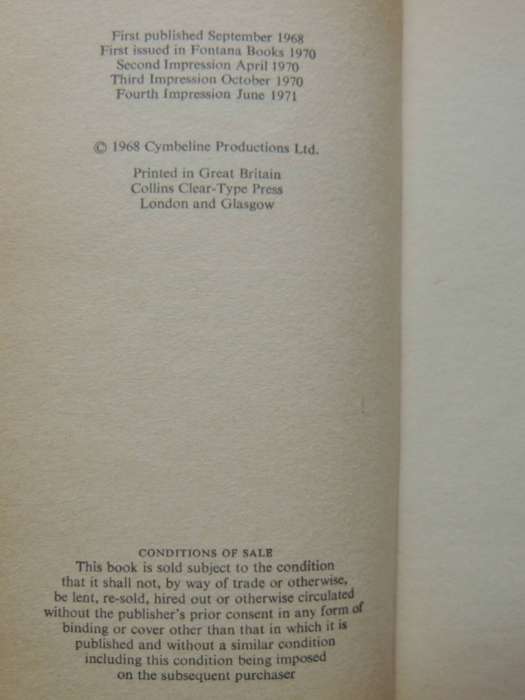 First published September 1968
First issued in Fontana Books 1970
Second Impression April 1970
Third Impression October 1970
Fourth Impression June 1971
© 1968 Cymbeline Productions Ltd.
Printed in Great Britain
Collins Clear-Type Press
London and Glasgow
CONDITIONS OF SALE
This book is sold subject to the condition
that it shall not, by way of trade or otherwise,
be lent, re-sold, hired out or otherwise circulated
without the publisher's prior consent in any form of
binding or cover other than that in which it is
published and without a similar condition
including this condition being imposed
on the subsequent purchaser